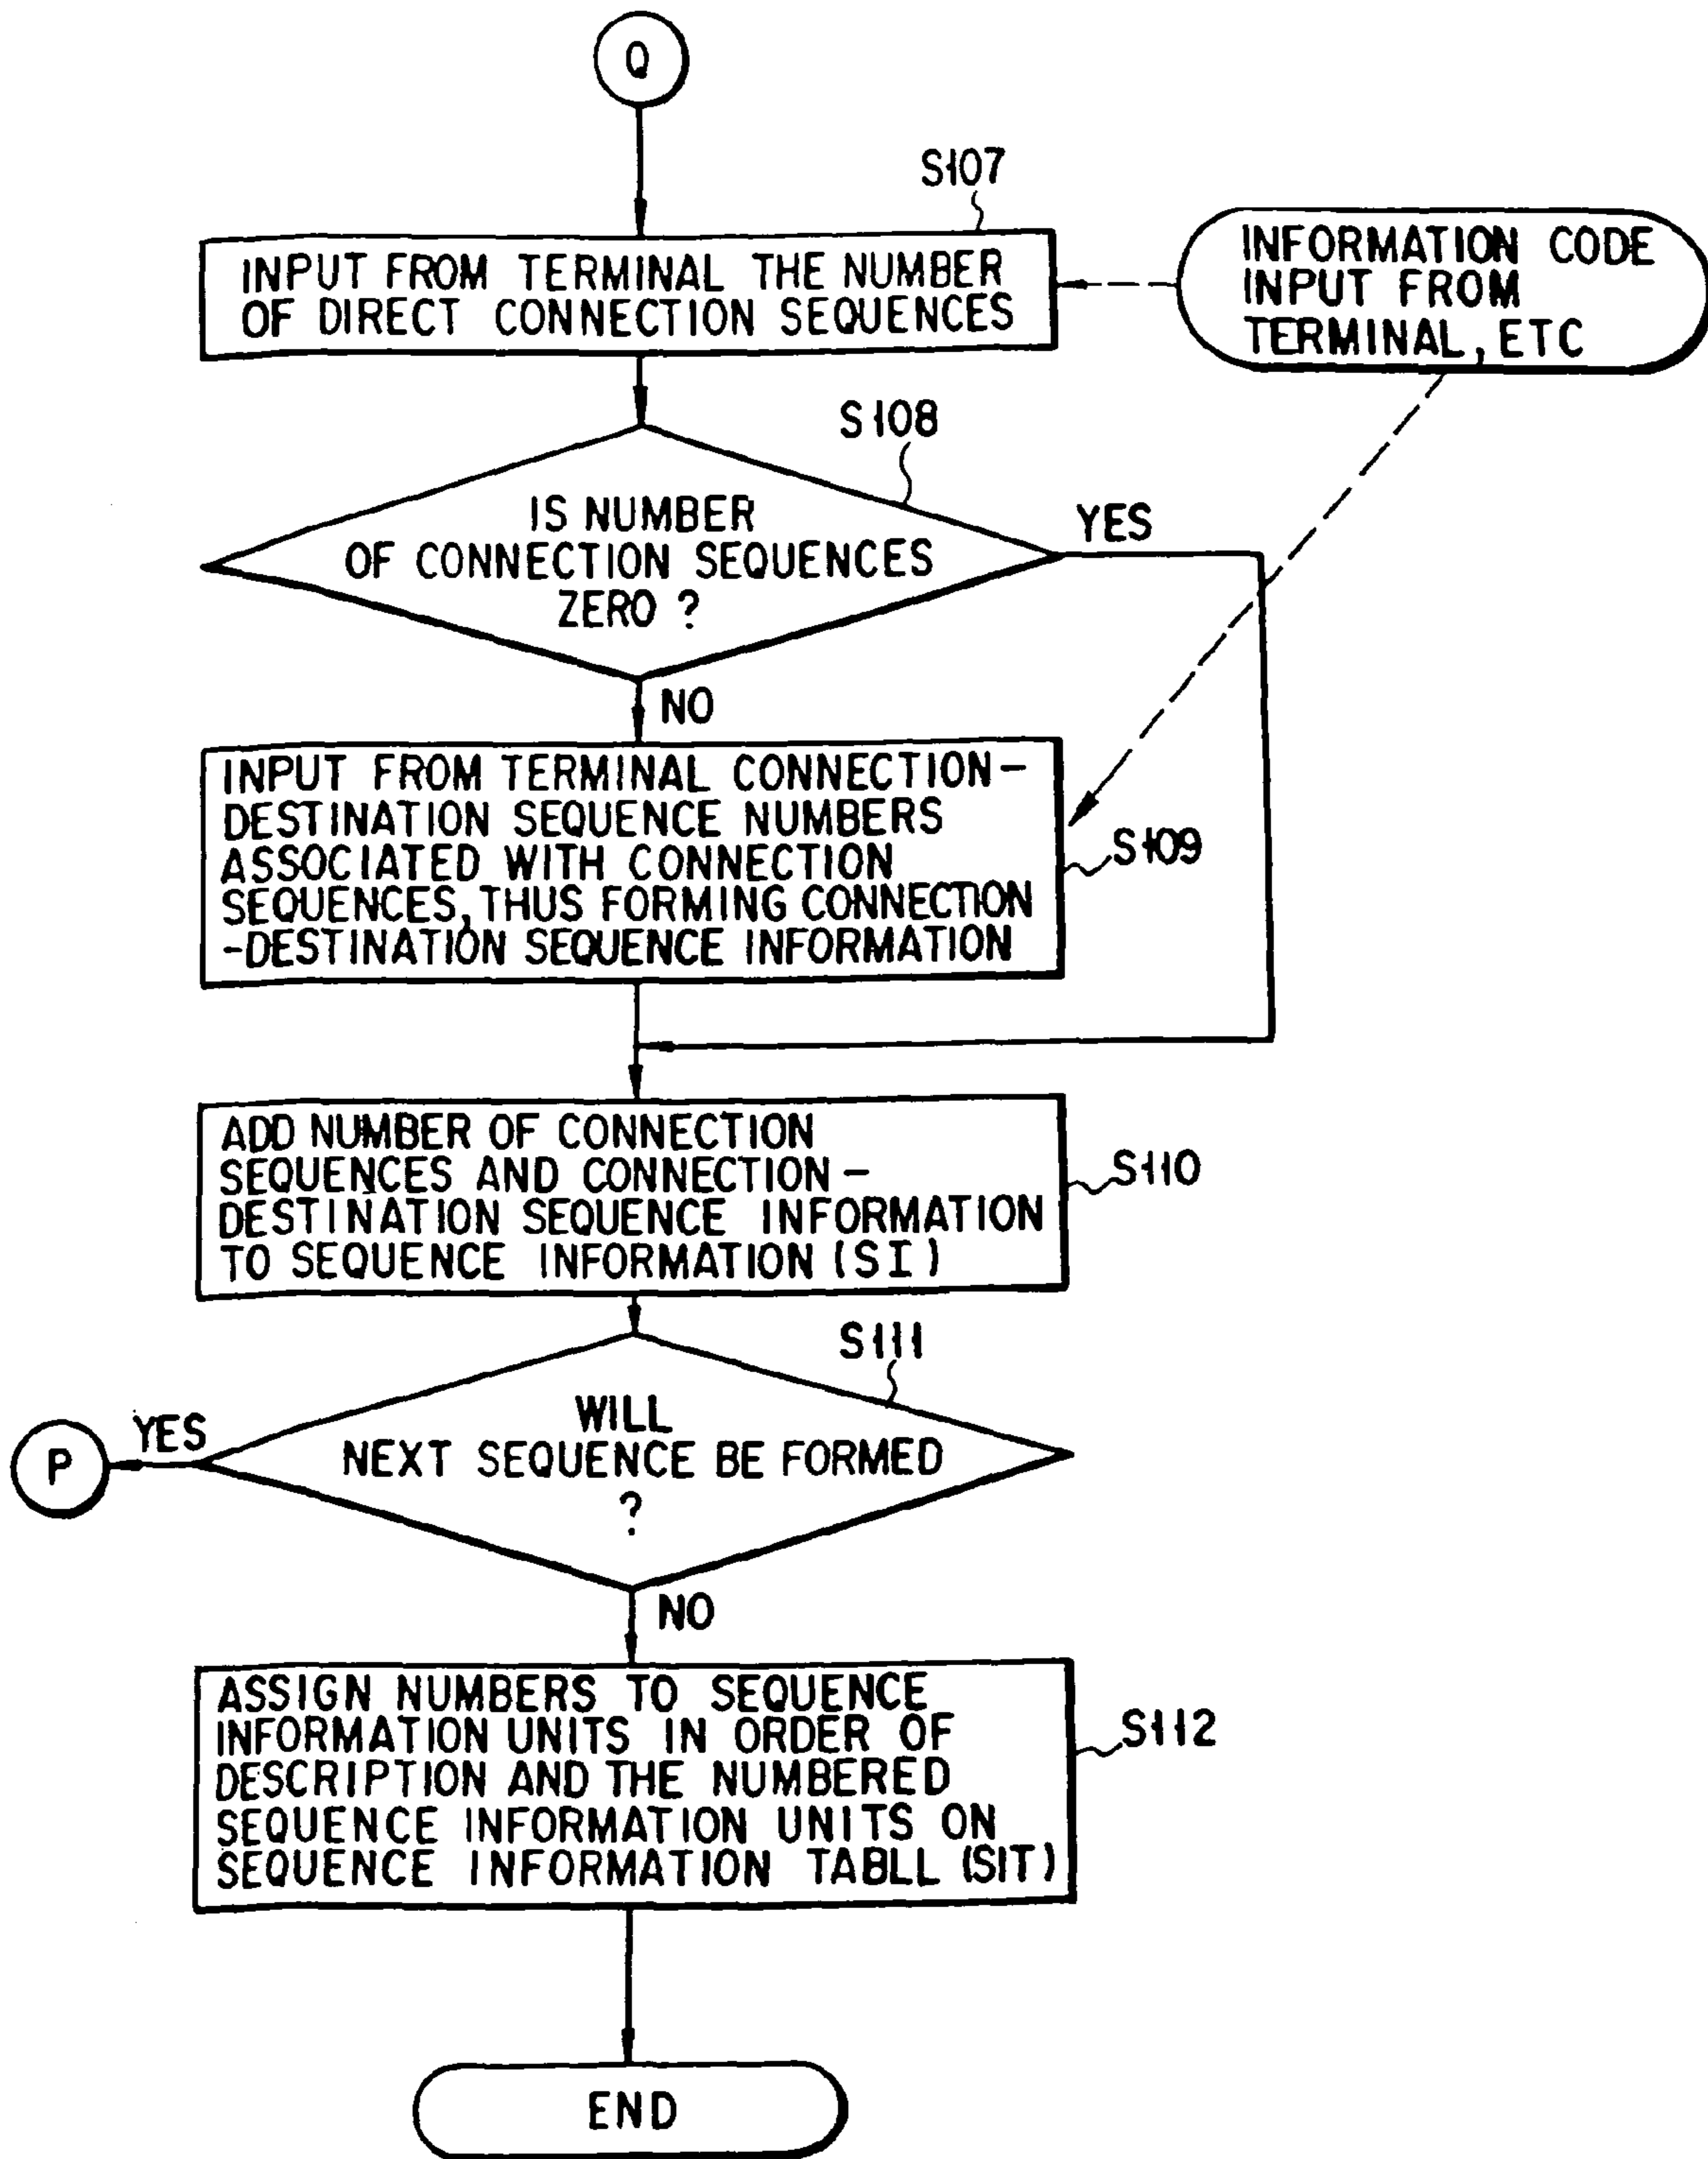 Q
S107
INPUT FROM TERMINAL THE NUMBER
OF DIRECT CONNECTION SEQUENCES
INFORMATION CODE
INPUT FROM
TERMINAL, ETC
S108
IS NUMBER
OF CONNECTION SEQUENCES
ZERO ?
YES
NO
INPUT FROM TERMINAL CONNECTION-
DESTINATION SEQUENCE NUMBERS
ASSOCIATED WITH CONNECTION
SEQUENCES, THUS FORMING CONNECTION
-DESTINATION SEQUENCE INFORMATION
S109
ADD NUMBER OF CONNECTION
SEQUENCES AND CONNECTION-
DESTINATION SEQUENCE INFORMATION
TO SEQUENCE INFORMATION (SI)
S110
S111
WILL
NEXT SEQUENCE BE FORMED
?
YES
P
NO
ASSIGN NUMBERS TO SEQUENCE
INFORMATION UNITS IN ORDER OF
DESCRIPTION AND THE NUMBERED
SEQUENCE INFORMATION UNITS ON
SEQUENCE INFORMATION TABLL (SIT)
S112
END